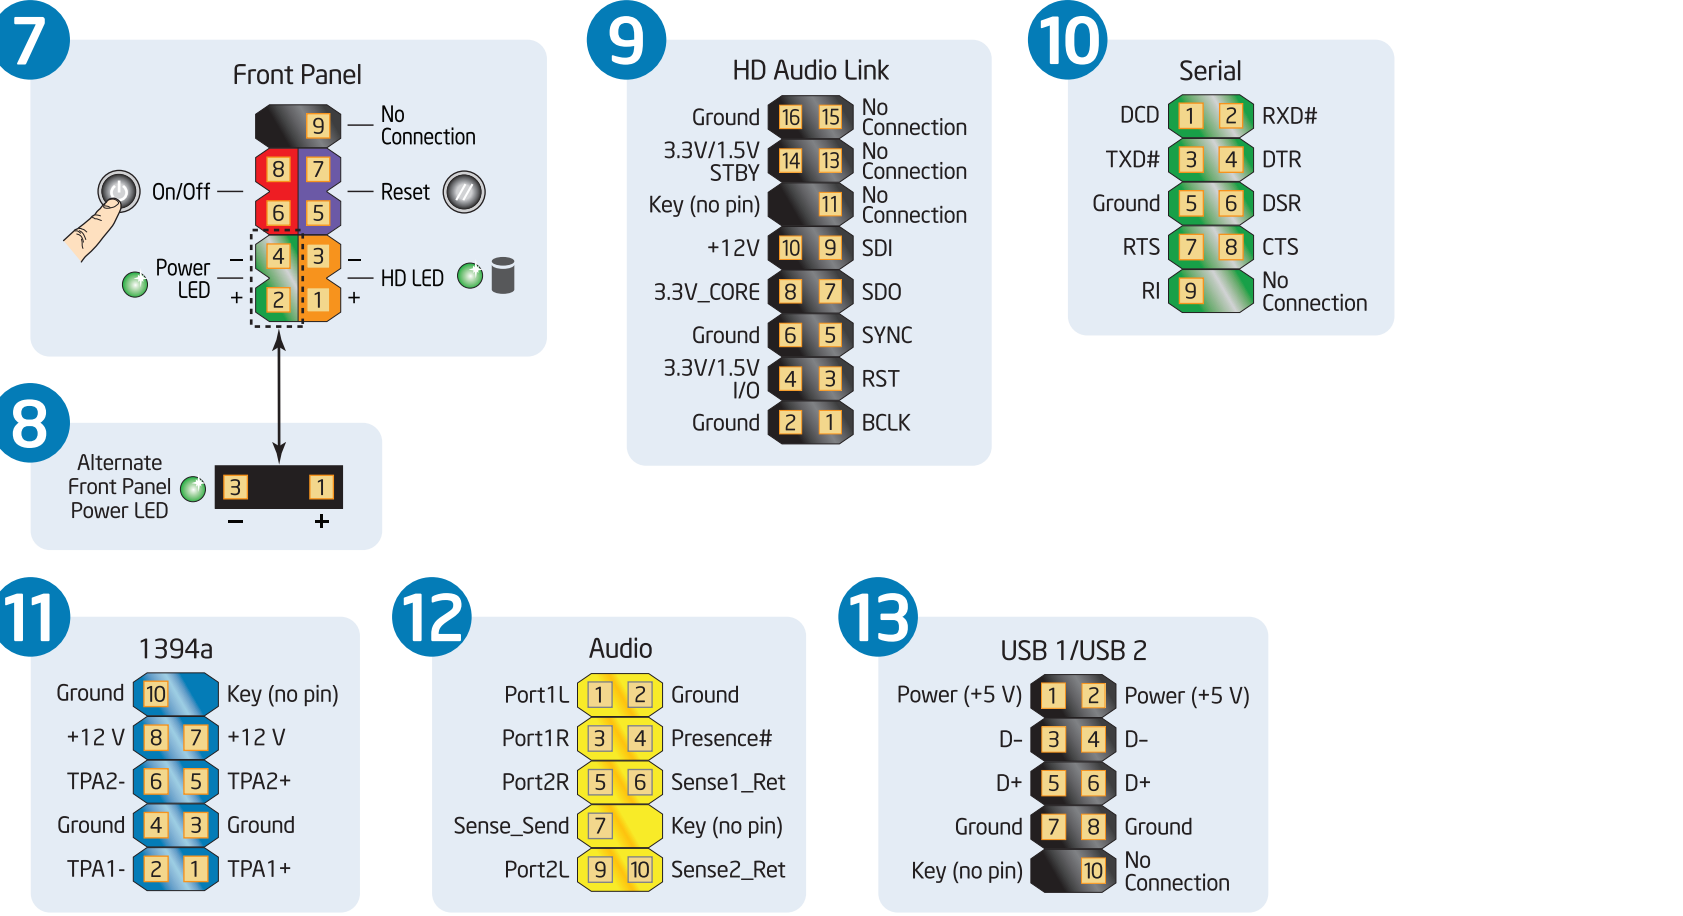 7
Front Panel
9
No
Connection
8 7
On/Off
Reset
6 5
4 3
– –
Power
LED
HD LED
+ +
2 1
8
Alternate
Front Panel
Power LED
3 1
– +
9
HD Audio Link
Ground 16 15 No
Connection
3.3V/1.5V
STBY 14 13 No
Connection
Key (no pin) 11 No
Connection
+12V 10 9 SDI
3.3V_CORE 8 7 SDO
Ground 6 5 SYNC
3.3V/1.5V
I/O 4 3 RST
Ground 2 1 BCLK
10
Serial
DCD 1 2 RXD#
TXD# 3 4 DTR
Ground 5 6 DSR
RTS 7 8 CTS
RI 9 No
Connection
11
1394a
Ground 10 Key (no pin)
+12 V 8 7 +12 V
TPA2- 6 5 TPA2+
Ground 4 3 Ground
TPA1- 2 1 TPA1+
12
Audio
Port1L 1 2 Ground
Port1R 3 4 Presence#
Port2R 5 6 Sense1_Ret
Sense_Send 7 Key (no pin)
Port2L 9 10 Sense2_Ret
13
USB 1/USB 2
Power (+5 V) 1 2 Power (+5 V)
D– 3 4 D–
D+ 5 6 D+
Ground 7 8 Ground
Key (no pin) 10 No
Connection